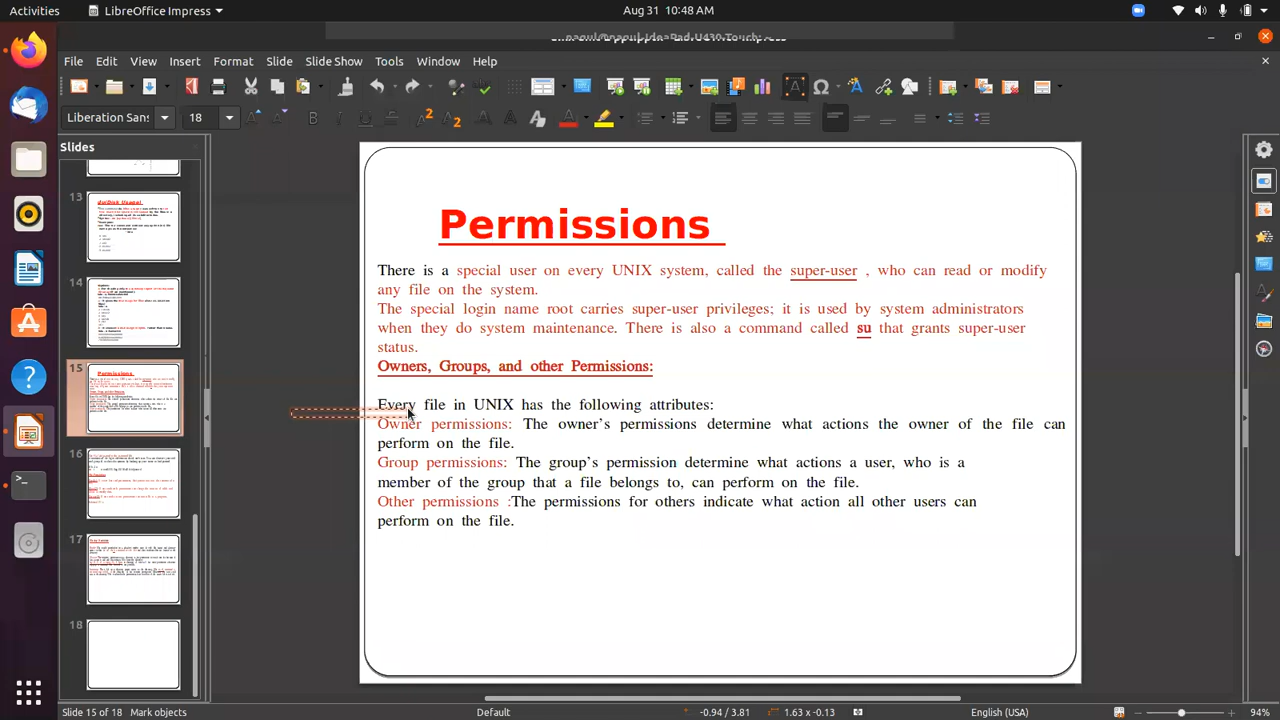 Activities
LibreOffice Impress
Aug 31 10:48 AM
File Edit View Insert Format Slide Slide Show Tools Window Help
Liberation Sans
18
Slides
13
14
15
16
17
18
Permissions
There is a special user on every UNIX system, called the super-user , who can read or modify
any file on the system.
The special login name root carries super-user privileges; it is used by system administrators
when they do system maintenance. There is also a command called su that grants super-user
status.
Owners, Groups, and other Permissions:
Every file in UNIX has the following attributes:
Owner permissions: The owner's permissions determine what actions the owner of the file can
perform on the file.
Group permissions: The group's permission determine what actions a user, who is a
member of the group that a file belongs to, can perform on the file.
Other permissions :The permissions for others indicate what action all other users can
perform on the file.
Slide 15 of 18 Mark objects
Default
-0.94 / 3.81
1.63 x -0.13
English (USA)
94%